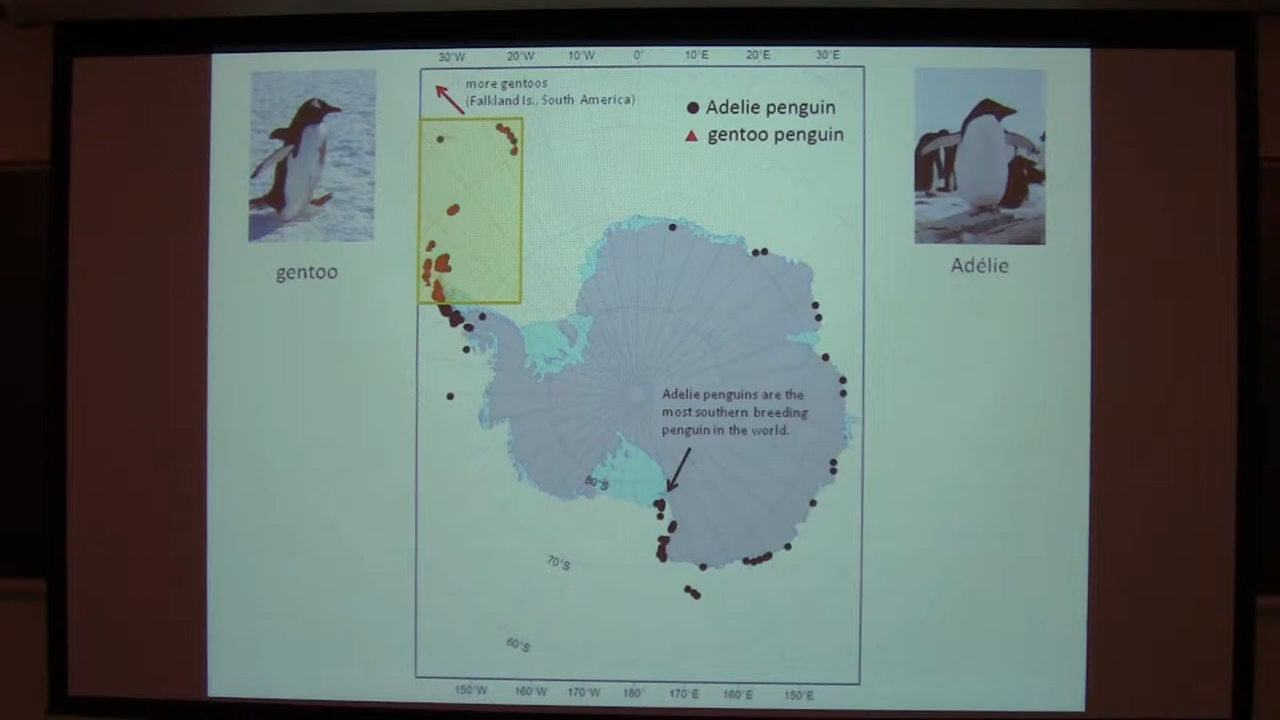 30°W 20°W 10°W 0° 10°E 20°E 30°E
more gentoos
(Falkland Is., South America)
Adelie penguin
gentoo penguin
gentoo
Adélie
Adelie penguins are the
most southern breeding
penguin in the world.
80°S
70°S
60°S
150°W 160°W 170°W 180° 170°E 160°E 150°E